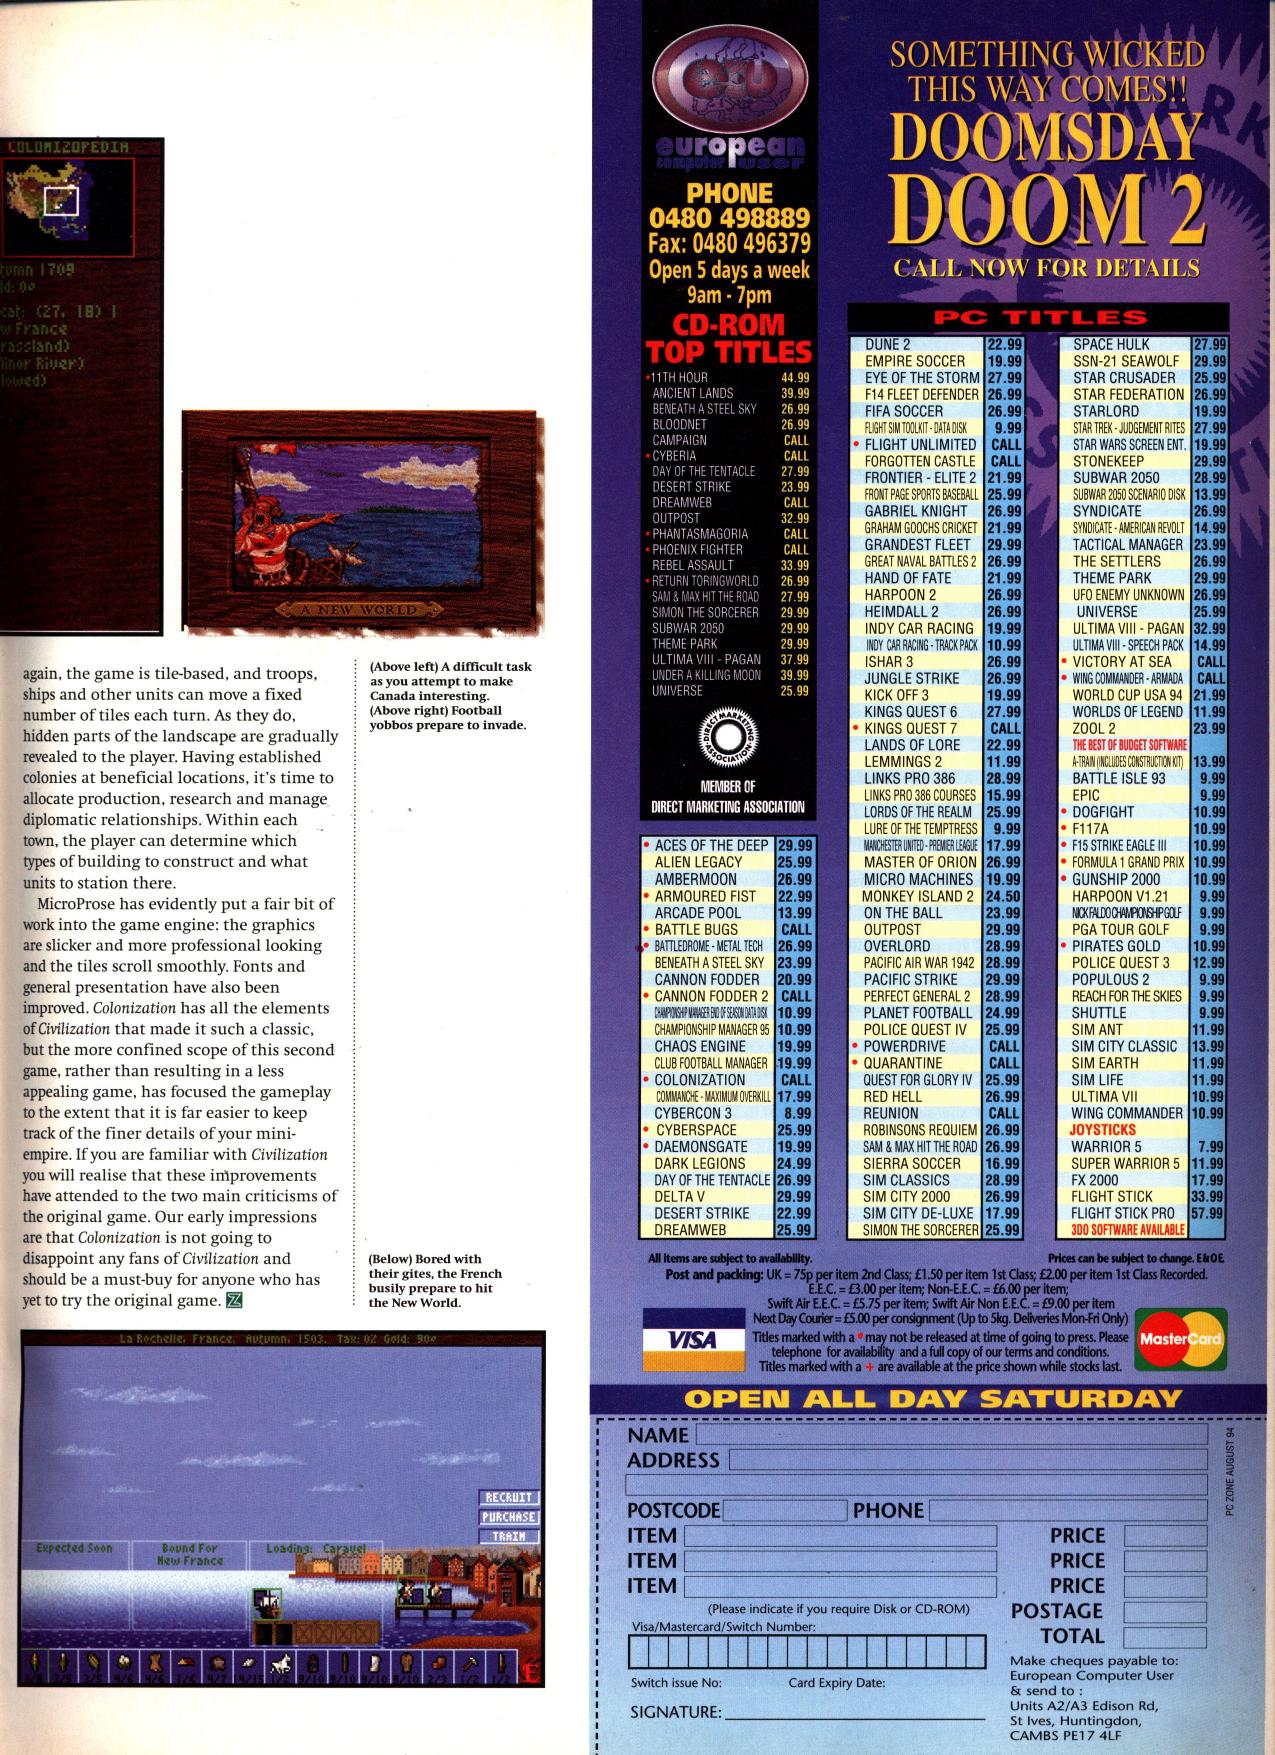 COLONIZOPEDIA
tumn 1709
ld: 0
cat: (27, 18)
w France
rassland)
inor River)
lowed)
A NEW WORLD
again, the game is tile-based, and troops,
ships and other units can move a fixed
number of tiles each turn. As they do,
hidden parts of the landscape are gradually
revealed to the player. Having established
colonies at beneficial locations, it's time to
allocate production, research and manage
diplomatic relationships. Within each
town, the player can determine which
types of building to construct and what
units to station there.
MicroProse has evidently put a fair bit of
work into the game engine: the graphics
are slicker and more professional looking
and the tiles scroll smoothly. Fonts and
general presentation have also been
improved. Colonization has all the elements
of Civilization that made it such a classic,
but the more confined scope of this second
game, rather than resulting in a less
appealing game, has focused the gameplay
to the extent that it is far easier to keep
track of the finer details of your mini-
empire. If you are familiar with Civilization
you will realise that these improvements
have attended to the two main criticisms of
the original game. Our early impressions
are that Colonization is not going to
disappoint any fans of Civilization and
should be a must-buy for anyone who has
yet to try the original game. Z
(Above left) A difficult task
as you attempt to make
Canada interesting.
(Above right) Football
yobbos prepare to invade.
(Below) Bored with
their gites, the French
busily prepare to hit
the New World.
La Rochelle, France. Autumn, 1503. Tax: 0% Gold: 90
RECRUIT
PURCHASE
TRAIN
Expected Soon
Bound For
New France
Loading: Caravel
E
ecu
european
computer user
PHONE
0480 498889
Fax: 0480 496379
Open 5 days a week
9am - 7pm
CD-ROM
TOP TITLES
•11TH HOUR 44.99
ANCIENT LANDS 39.99
BENEATH A STEEL SKY 26.99
BLOODNET 26.99
CAMPAIGN CALL
•CYBERIA CALL
DAY OF THE TENTACLE 27.99
DESERT STRIKE 23.99
DREAMWEB CALL
OUTPOST 32.99
•PHANTASMAGORIA CALL
•PHOENIX FIGHTER CALL
REBEL ASSAULT 33.99
•RETURN TORINGWORLD 26.99
SAM & MAX HIT THE ROAD 27.99
SIMON THE SORCERER 29.99
SUBWAR 2050 29.99
THEME PARK 29.99
ULTIMA VIII - PAGAN 37.99
UNDER A KILLING MOON 39.99
UNIVERSE 25.99
DIRECT MARKETING ASSOCIATION
MEMBER OF
DIRECT MARKETING ASSOCIATION
• ACES OF THE DEEP 29.99
ALIEN LEGACY 25.99
AMBERMOON 26.99
• ARMOURED FIST 22.99
ARCADE POOL 13.99
• BATTLE BUGS CALL
• BATTLEDROME - METAL TECH 26.99
BENEATH A STEEL SKY 23.99
CANNON FODDER 20.99
• CANNON FODDER 2 CALL
CHAMPIONSHIP MANAGER END OF SEASON DATA DISK 10.99
CHAMPIONSHIP MANAGER 95 10.99
CHAOS ENGINE 19.99
CLUB FOOTBALL MANAGER 19.99
• COLONIZATION CALL
COMMANCHE - MAXIMUM OVERKILL 17.99
CYBERCON 3 8.99
• CYBERSPACE 25.99
• DAEMONSGATE 19.99
DARK LEGIONS 24.99
DAY OF THE TENTACLE 26.99
DELTA V 29.99
DESERT STRIKE 22.99
DREAMWEB 25.99
SOMETHING WICKED
THIS WAY COMES!!
DOOMSDAY
DOOM 2
CALL NOW FOR DETAILS
PC TITLES
DUNE 2 22.99
EMPIRE SOCCER 19.99
EYE OF THE STORM 27.99
F14 FLEET DEFENDER 26.99
FIFA SOCCER 26.99
FLIGHT SIM TOOLKIT - DATA DISK 9.99
• FLIGHT UNLIMITED CALL
FORGOTTEN CASTLE CALL
FRONTIER - ELITE 2 21.99
FRONT PAGE SPORTS BASEBALL 25.99
GABRIEL KNIGHT 26.99
GRAHAM GOOCHS CRICKET 21.99
GRANDEST FLEET 29.99
GREAT NAVAL BATTLES 2 26.99
HAND OF FATE 21.99
HARPOON 2 26.99
HEIMDALL 2 26.99
INDY CAR RACING 19.99
INDY CAR RACING - TRACK PACK 10.99
ISHAR 3 26.99
JUNGLE STRIKE 26.99
KICK OFF 3 19.99
KINGS QUEST 6 27.99
• KINGS QUEST 7 CALL
LANDS OF LORE 22.99
LEMMINGS 2 11.99
LINKS PRO 386 28.99
LINKS PRO 386 COURSES 15.99
LORDS OF THE REALM 25.99
LURE OF THE TEMPTRESS 9.99
MANCHESTER UNITED - PREMIER LEAGUE 17.99
MASTER OF ORION 26.99
MICRO MACHINES 19.99
MONKEY ISLAND 2 24.50
ON THE BALL 23.99
OUTPOST 29.99
OVERLORD 28.99
PACIFIC AIR WAR 1942 28.99
PACIFIC STRIKE 29.99
PERFECT GENERAL 2 28.99
PLANET FOOTBALL 24.99
POLICE QUEST IV 25.99
• POWERDRIVE CALL
• QUARANTINE CALL
QUEST FOR GLORY IV 25.99
RED HELL 26.99
REUNION CALL
ROBINSONS REQUIEM 26.99
SAM & MAX HIT THE ROAD 26.99
SIERRA SOCCER 16.99
SIM CLASSICS 28.99
SIM CITY 2000 26.99
SIM CITY DE-LUXE 17.99
SIMON THE SORCERER 25.99
SPACE HULK 27.99
SSN-21 SEAWOLF 29.99
STAR CRUSADER 25.99
STAR FEDERATION 26.99
STARLORD 19.99
STAR TREK - JUDGEMENT RITES 27.99
STAR WARS SCREEN ENT. 19.99
STONEKEEP 29.99
SUBWAR 2050 28.99
SUBWAR 2050 SCENARIO DISK 13.99
SYNDICATE 26.99
SYNDICATE - AMERICAN REVOLT 14.99
TACTICAL MANAGER 23.99
THE SETTLERS 26.99
THEME PARK 29.99
UFO ENEMY UNKNOWN 26.99
UNIVERSE 25.99
ULTIMA VIII - PAGAN 32.99
ULTIMA VIII - SPEECH PACK 14.99
• VICTORY AT SEA CALL
• WING COMMANDER - ARMADA CALL
WORLD CUP USA 94 21.99
WORLDS OF LEGEND 11.99
ZOOL 2 23.99
THE BEST OF BUDGET SOFTWARE
A-TRAIN (INCLUDES CONSTRUCTION KIT) 13.99
BATTLE ISLE 93 9.99
EPIC 9.99
• DOGFIGHT 10.99
• F117A 10.99
• F15 STRIKE EAGLE III 10.99
• FORMULA 1 GRAND PRIX 10.99
• GUNSHIP 2000 10.99
HARPOON V1.21 9.99
NICK FALDO CHAMPIONSHIP GOLF 9.99
PGA TOUR GOLF 9.99
• PIRATES GOLD 10.99
POLICE QUEST 3 12.99
POPULOUS 2 9.99
REACH FOR THE SKIES 9.99
SHUTTLE 9.99
SIM ANT 11.99
SIM CITY CLASSIC 13.99
SIM EARTH 11.99
SIM LIFE 11.99
ULTIMA VII 10.99
WING COMMANDER 10.99
JOYSTICKS
WARRIOR 5 7.99
SUPER WARRIOR 5 11.99
FX 2000 17.99
FLIGHT STICK 33.99
FLIGHT STICK PRO 57.99
3DO SOFTWARE AVAILABLE
All items are subject to availability. Prices can be subject to change. E&OE.
Post and packing: UK = 75p per item 2nd Class; £1.50 per item 1st Class; £2.00 per item 1st Class Recorded.
E.E.C. = £3.00 per item; Non-E.E.C. = £6.00 per item;
Swift Air E.E.C. = £5.75 per item; Swift Air Non E.E.C. = £9.00 per item
Next Day Courier = £5.00 per consignment (Up to 5kg. Deliveries Mon-Fri Only)
Titles marked with a • may not be released at time of going to press. Please
telephone for availability and a full copy of our terms and conditions.
Titles marked with a + are available at the price shown while stocks last.
VISA
MasterCard
OPEN ALL DAY SATURDAY
NAME
ADDRESS
POSTCODE PHONE
ITEM PRICE
ITEM PRICE
ITEM PRICE
(Please indicate if you require Disk or CD-ROM)
POSTAGE
TOTAL
Visa/Mastercard/Switch Number:
Switch issue No: Card Expiry Date:
SIGNATURE:
Make cheques payable to:
European Computer User
& send to :
Units A2/A3 Edison Rd,
St Ives, Huntingdon,
CAMBS PE17 4LF
PC ZONE AUGUST 94